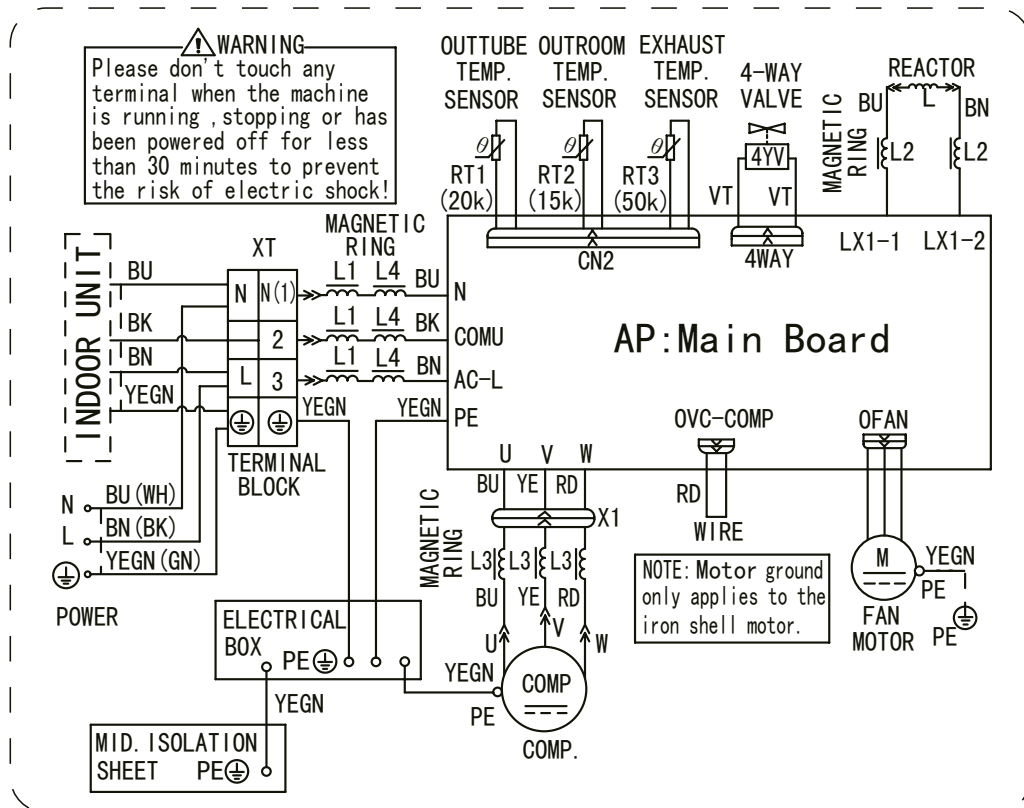 WARNING
Please don't touch any
terminal when the machine
is running ,stopping or has
been powered off for less
than 30 minutes to prevent
the risk of electric shock!
OUTTUBE TEMP. SENSOR
OUTROOM TEMP. SENSOR
EXHAUST TEMP. SENSOR
4-WAY VALVE
REACTOR
L
BU
BN
MAGNETIC RING
L2
L2
θ
θ
θ
RT1 (20k)
RT2 (15k)
RT3 (50k)
4YV
VT
VT
CN2
4WAY
LX1-1
LX1-2
INDOOR UNIT
XT
MAGNETIC RING
BU
N
N(1)
L1
L4
BU
N
BK
2
L1
L4
BK
COMU
BN
L
3
L1
L4
BN
AC-L
YEGN
YEGN
YEGN
PE
AP:Main Board
TERMINAL BLOCK
N
BU(WH)
L
BN(BK)
YEGN(GN)
POWER
U
V
W
BU
YE
RD
X1
MAGNETIC RING
L3
L3
L3
BU
YE
RD
U
V
W
OVC-COMP
RD
WIRE
OFAN
M
YEGN
PE
PE
FAN MOTOR
NOTE: Motor ground
only applies to the
iron shell motor.
ELECTRICAL
BOX
PE
YEGN
PE
COMP
COMP.
YEGN
MID. ISOLATION
SHEET
PE